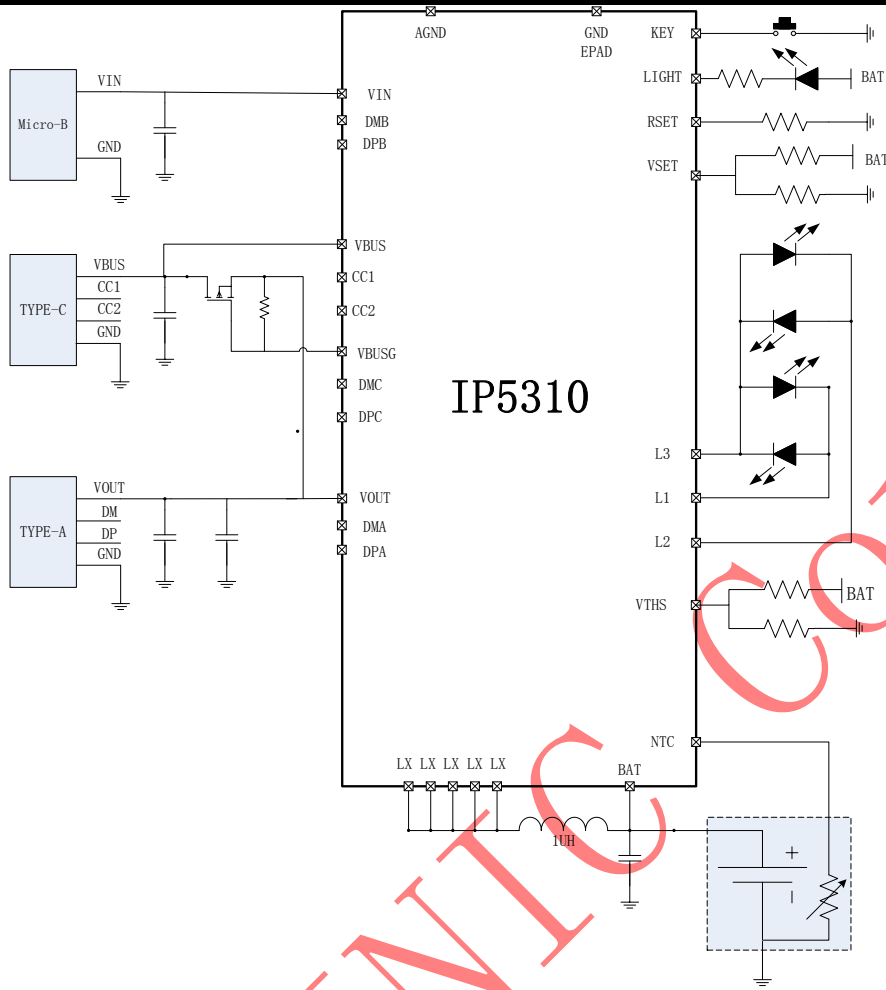 AGND
GND
EPAD
KEY
LIGHT
BAT
RSET
VSET
BAT
Micro-B
VIN
GND
VIN
DMB
DPB
TYPE-C
VBUS
CC1
CC2
GND
VBUS
CC1
CC2
VBUSG
DMC
DPC
IP5310
TYPE-A
VOUT
DM
DP
GND
VOUT
DMA
DPA
L3
L1
L2
VTHS
BAT
NTC
LX LX LX LX LX
BAT
1UH
+
NIC CO